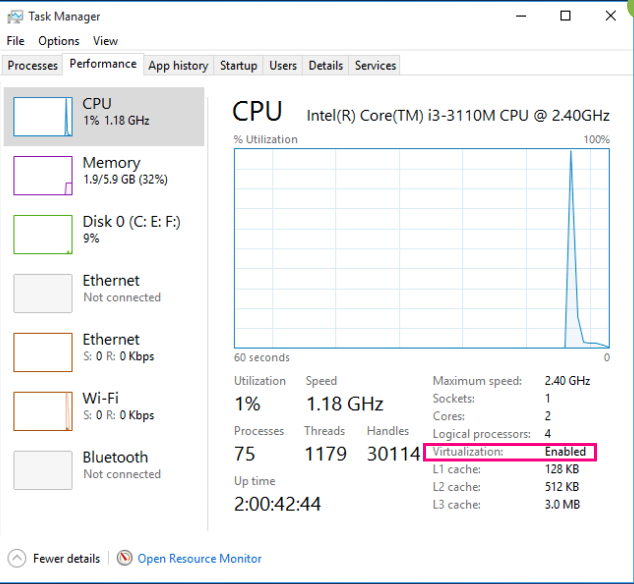 Task Manager
File Options View
Processes Performance App history Startup Users Details Services
CPU
1% 1.18 GHz
Memory
1.9/5.9 GB (32%)
Disk 0 (C: E: F:)
9%
Ethernet
Not connected
Ethernet
S: 0 R: 0 Kbps
Wi-Fi
S: 0 R: 0 Kbps
Bluetooth
Not connected
CPU Intel(R) Core(TM) i3-3110M CPU @ 2.40GHz
% Utilization 100%
60 seconds 0
Utilization Speed
1% 1.18 GHz
Processes Threads Handles
75 1179 30114
Up time
2:00:42:44
Maximum speed: 2.40 GHz
Sockets: 1
Cores: 2
Logical processors: 4
Virtualization: Enabled
L1 cache: 128 KB
L2 cache: 512 KB
L3 cache: 3.0 MB
Fewer details Open Resource Monitor